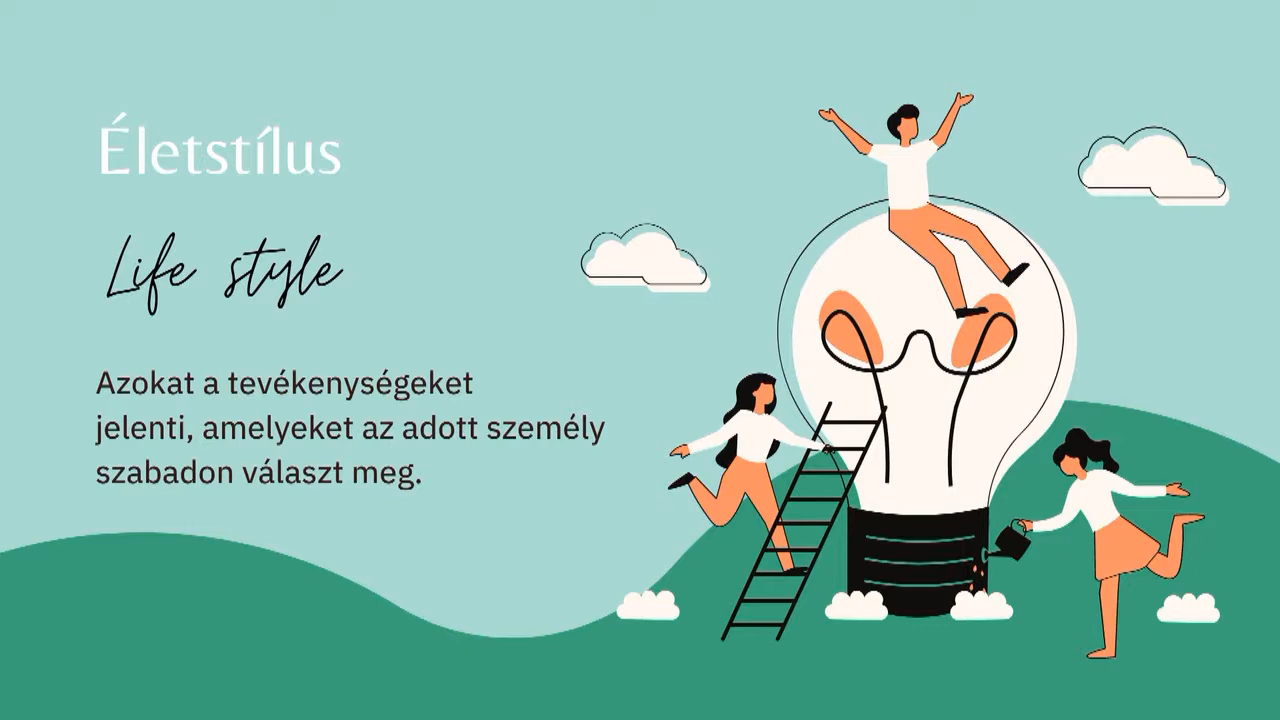 Életstílus
Life style
Azokat a tevékenységeket
jelenti, amelyeket az adott személy
szabadon választ meg.